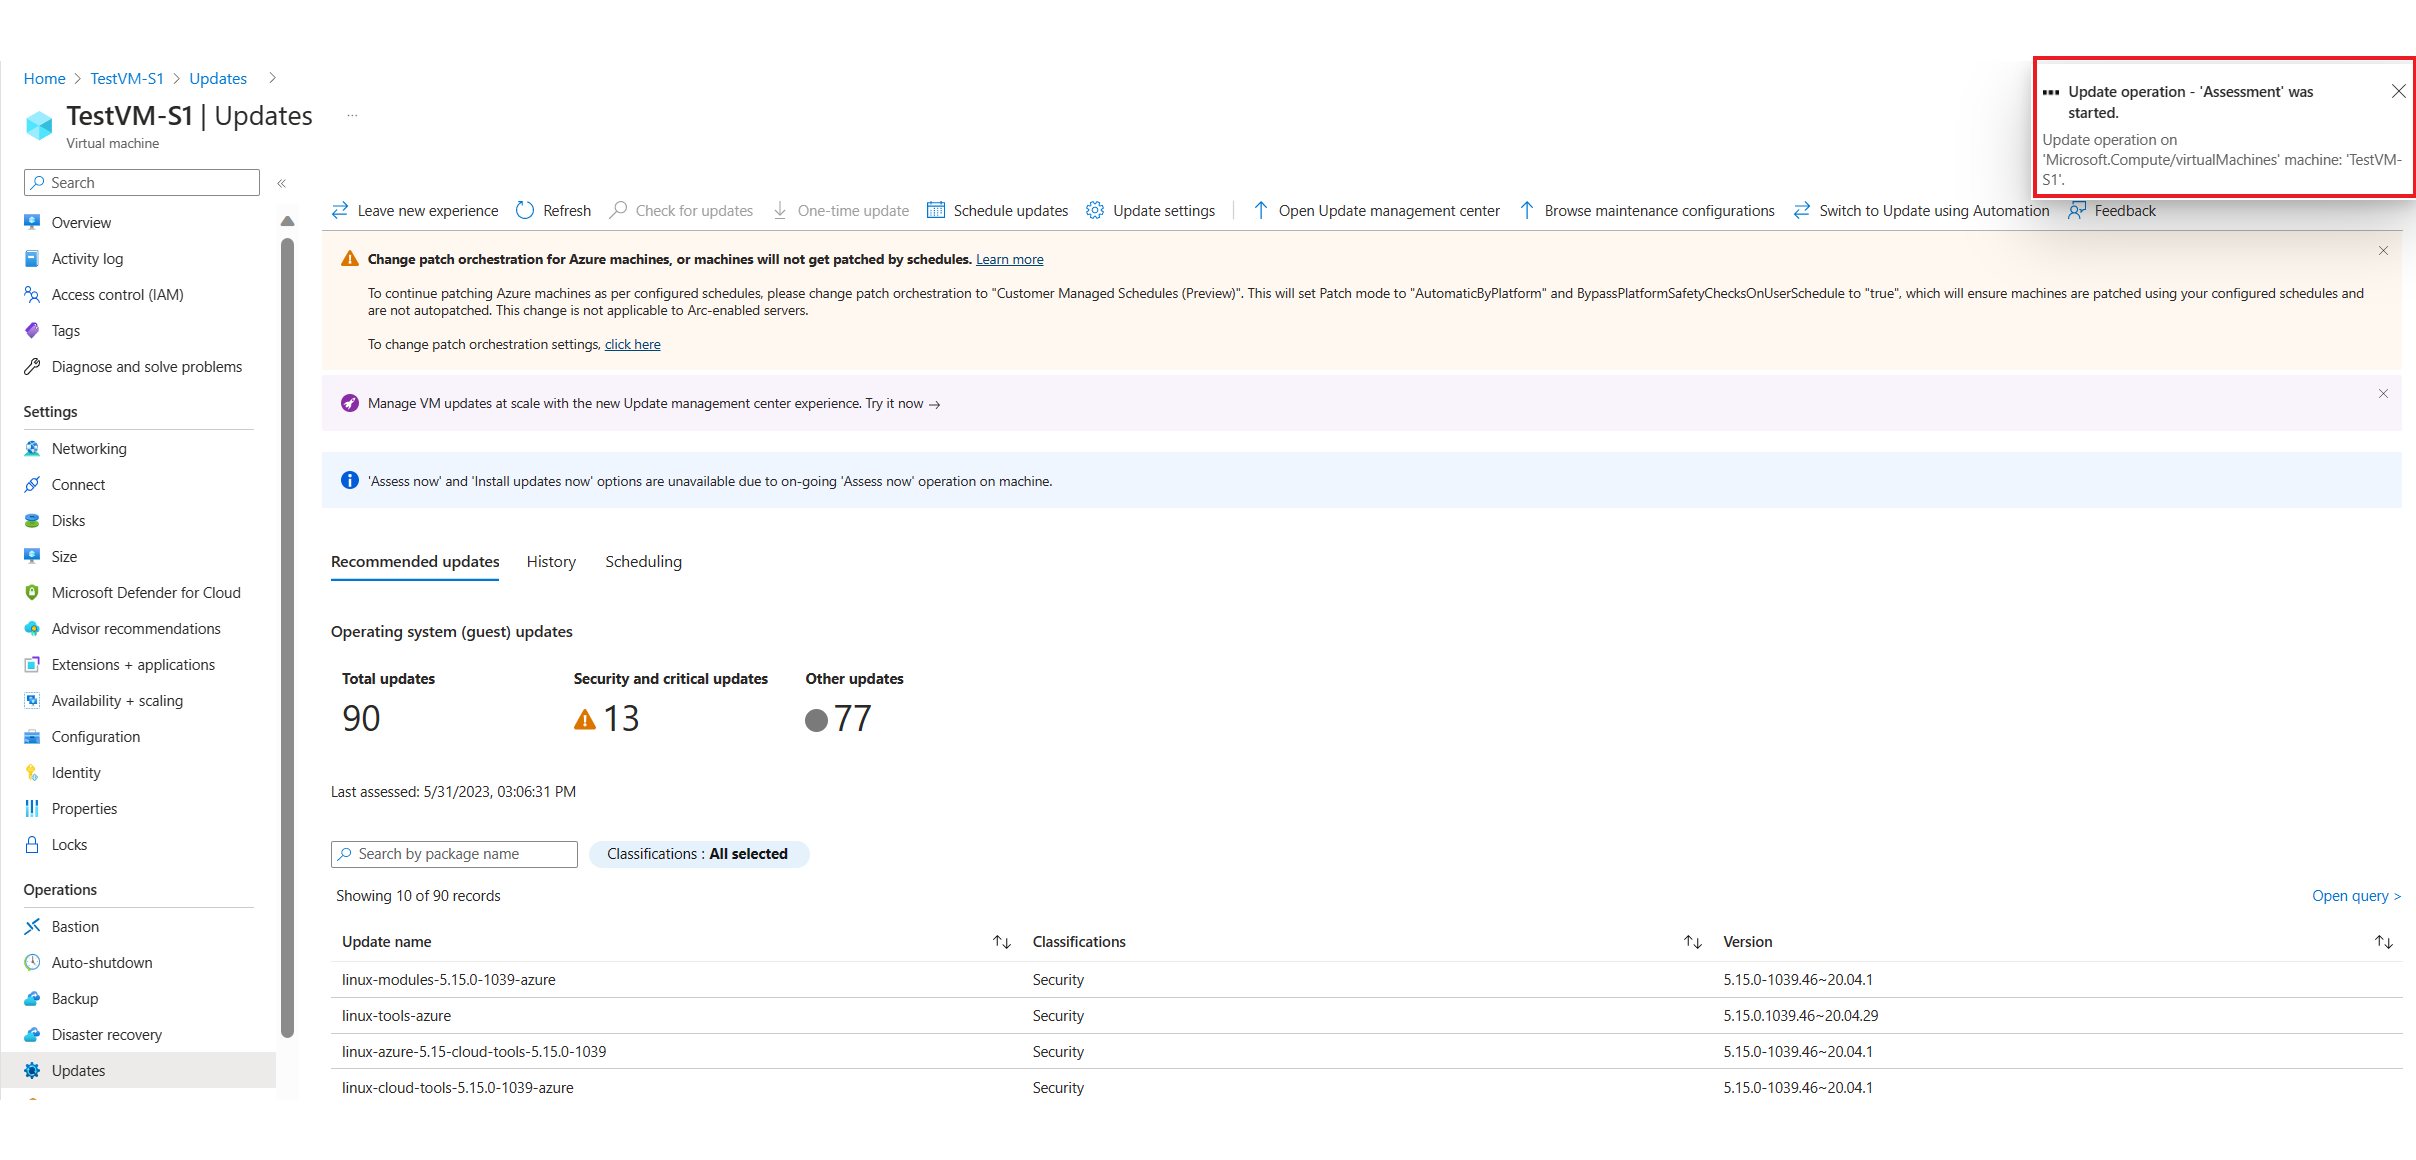 Home > TestVM-S1 > Updates >
TestVM-S1 | Updates ...
Virtual machine
Update operation - 'Assessment' was
started.
Update operation on
'Microsoft.Compute/virtualMachines' machine: 'TestVM-
S1'.
Search «
Leave new experience Refresh Check for updates One-time update Schedule updates Update settings Open Update management center Browse maintenance configurations Switch to Update using Automation Feedback
Overview
Activity log
Access control (IAM)
Tags
Diagnose and solve problems
Settings
Networking
Connect
Disks
Size
Microsoft Defender for Cloud
Advisor recommendations
Extensions + applications
Availability + scaling
Configuration
Identity
Properties
Locks
Operations
Bastion
Auto-shutdown
Backup
Disaster recovery
Updates
Change patch orchestration for Azure machines, or machines will not get patched by schedules. Learn more
To continue patching Azure machines as per configured schedules, please change patch orchestration to "Customer Managed Schedules (Preview)". This will set Patch mode to "AutomaticByPlatform" and BypassPlatformSafetyChecksOnUserSchedule to "true", which will ensure machines are patched using your configured schedules and
are not autopatched. This change is not applicable to Arc-enabled servers.
To change patch orchestration settings, click here
Manage VM updates at scale with the new Update management center experience. Try it now →
'Assess now' and 'Install updates now' options are unavailable due to on-going 'Assess now' operation on machine.
Recommended updates History Scheduling
Operating system (guest) updates
Total updates Security and critical updates Other updates
90 13 77
Last assessed: 5/31/2023, 03:06:31 PM
Search by package name Classifications : All selected
Showing 10 of 90 records Open query >
Update name Classifications Version
linux-modules-5.15.0-1039-azure Security 5.15.0-1039.46~20.04.1
linux-tools-azure Security 5.15.0.1039.46~20.04.29
linux-azure-5.15-cloud-tools-5.15.0-1039 Security 5.15.0-1039.46~20.04.1
linux-cloud-tools-5.15.0-1039-azure Security 5.15.0-1039.46~20.04.1